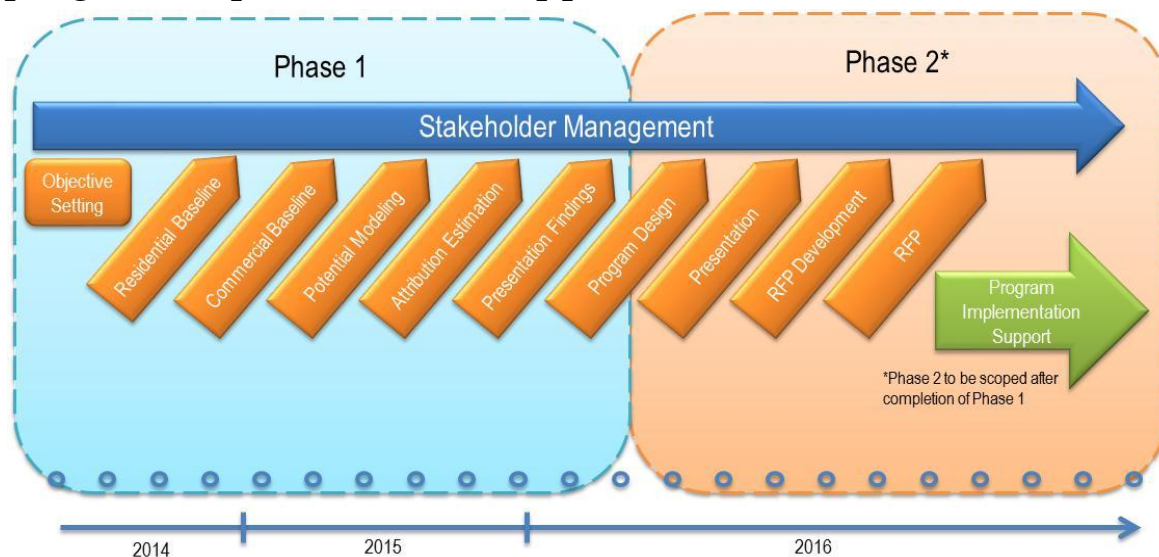 Phase 1
Phase 2*
Stakeholder Management
Objective
Setting
Residential Baseline
Commercial Baseline
Potential Modeling
Attribution Estimation
Presentation Findings
Program Design
Presentation
RFP Development
RFP
Program
Implementation
Support
*Phase 2 to be scoped after
completion of Phase 1
2014
2015
2016